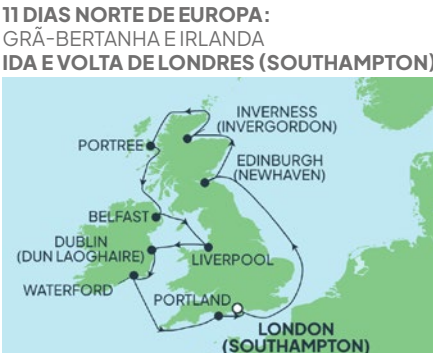 11 DIAS NORTE DE EUROPA:
GRÃ-BERTANHA E IRLANDA
IDA E VOLTA DE LONDRES (SOUTHAMPTON)
INVERNESS
(INVERGORDON)
PORTREE
EDINBURGH
(NEWHAVEN)
BELFAST
DUBLIN
(DUN LAOGHAIRE)
LIVERPOOL
WATERFORD
PORTLAND
LONDON
(SOUTHAMPTON)